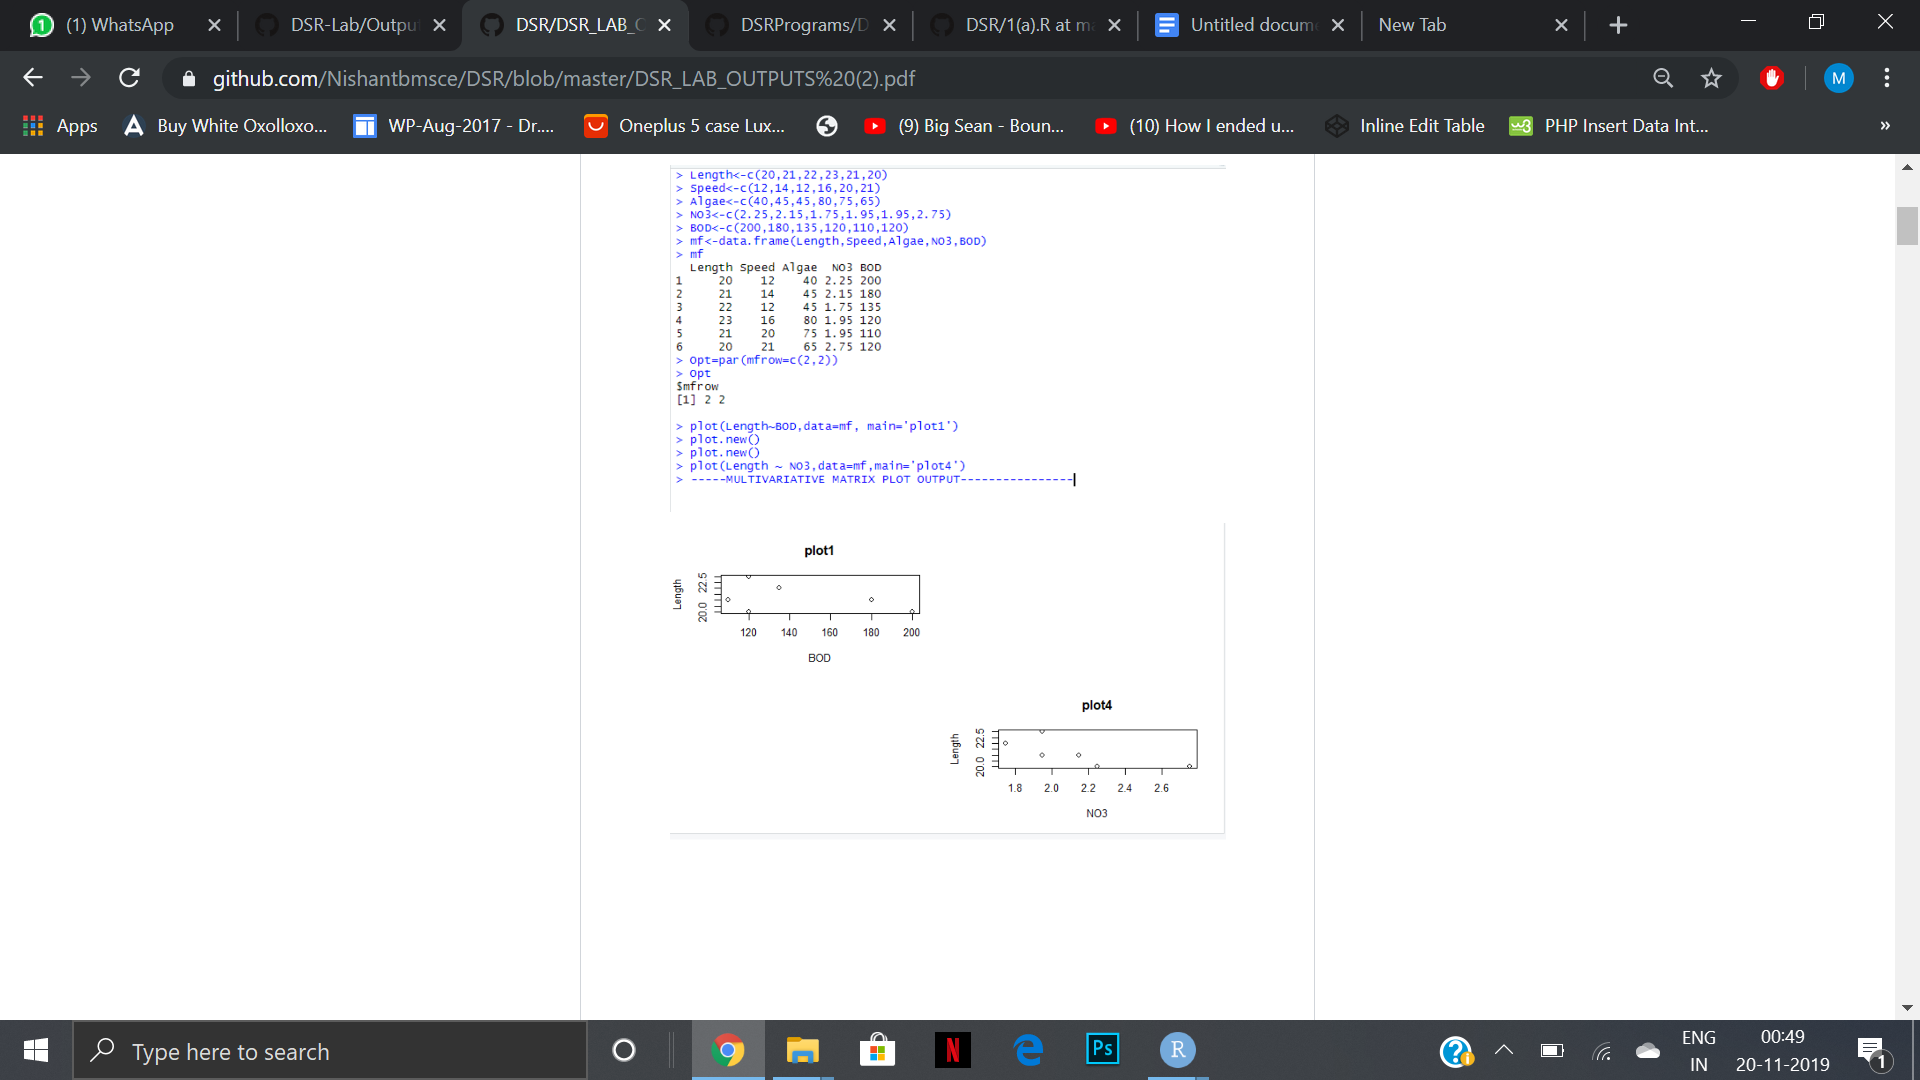 (1) WhatsApp
DSR-Lab/Outpu
DSR/DSR_LAB_C
DSRPrograms/D
DSR/1(a).R at ma
Untitled docum
New Tab
github.com/Nishantbmsce/DSR/blob/master/DSR_LAB_OUTPUTS%20(2).pdf
M
Apps
Buy White Oxolloxo...
WP-Aug-2017 - Dr....
Oneplus 5 case Lux...
(9) Big Sean - Boun...
(10) How I ended u...
Inline Edit Table
PHP Insert Data Int...
»
> Length<-c(20,21,22,23,21,20)
> Speed<-c(12,14,12,16,20,21)
> Algae<-c(40,45,45,80,75,65)
> NO3<-c(2.25,2.15,1.75,1.95,1.95,2.75)
> BOD<-c(200,180,135,120,110,120)
> mf<-data.frame(Length,Speed,Algae,NO3,BOD)
> mf
Length Speed Algae NO3 BOD
1 20 12 40 2.25 200
2 21 14 45 2.15 180
3 22 12 45 1.75 135
4 23 16 80 1.95 120
5 21 20 75 1.95 110
6 20 21 65 2.75 120
> Opt=par(mfrow=c(2,2))
> Opt
$mfrow
[1] 2 2
> plot(Length~BOD,data=mf, main='plot1')
> plot.new()
> plot.new()
> plot(Length ~ NO3,data=mf,main='plot4')
> -----MULTIVARIATIVE MATRIX PLOT OUTPUT----------------
plot1
Length
20.0 22.5
120 140 160 180 200
BOD
plot4
Length
20.0 22.5
1.8 2.0 2.2 2.4 2.6
NO3
Type here to search
N
Ps
R
ENG
IN
00:49
20-11-2019
1